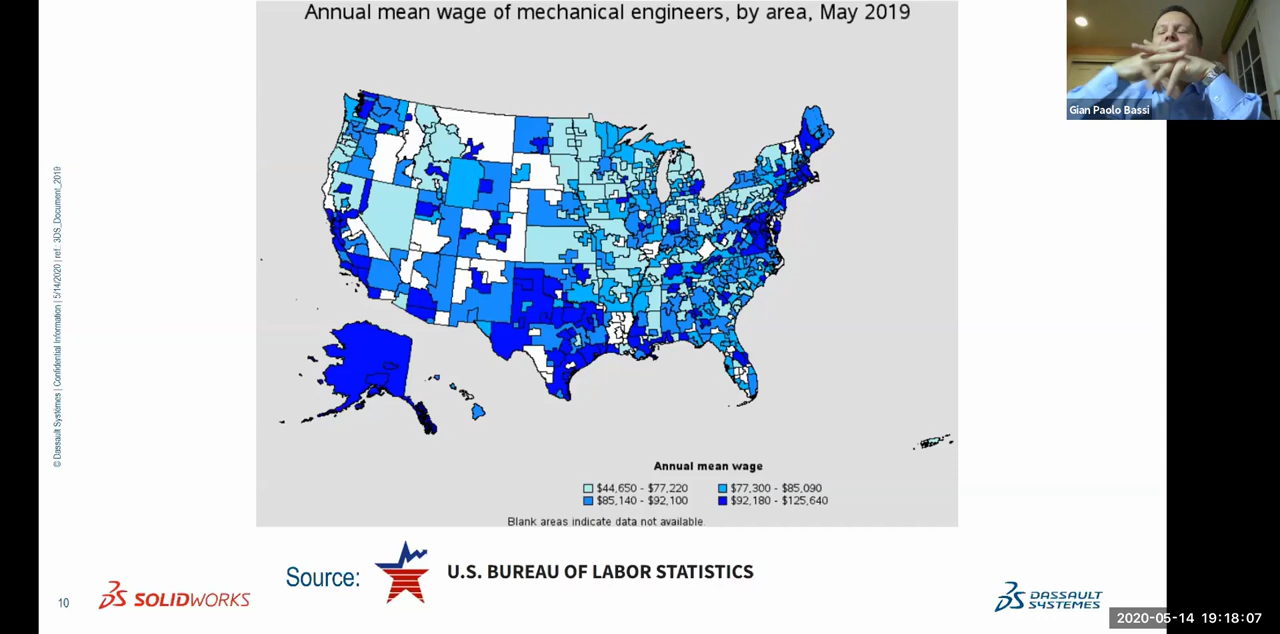 Annual mean wage of mechanical engineers, by area, May 2019
Gian Paolo Bassi
© Dassault Systèmes | Confidential Information | 5/14/2020 | ref.: 3DS_Document_2019
Annual mean wage
$44,650 - $77,220
$77,300 - $85,090
$85,140 - $92,100
$92,180 - $125,640
Blank areas indicate data not available.
Source:
U.S. BUREAU OF LABOR STATISTICS
10
SOLIDWORKS
DASSAULT
SYSTEMES
2020-05-14 19:18:07